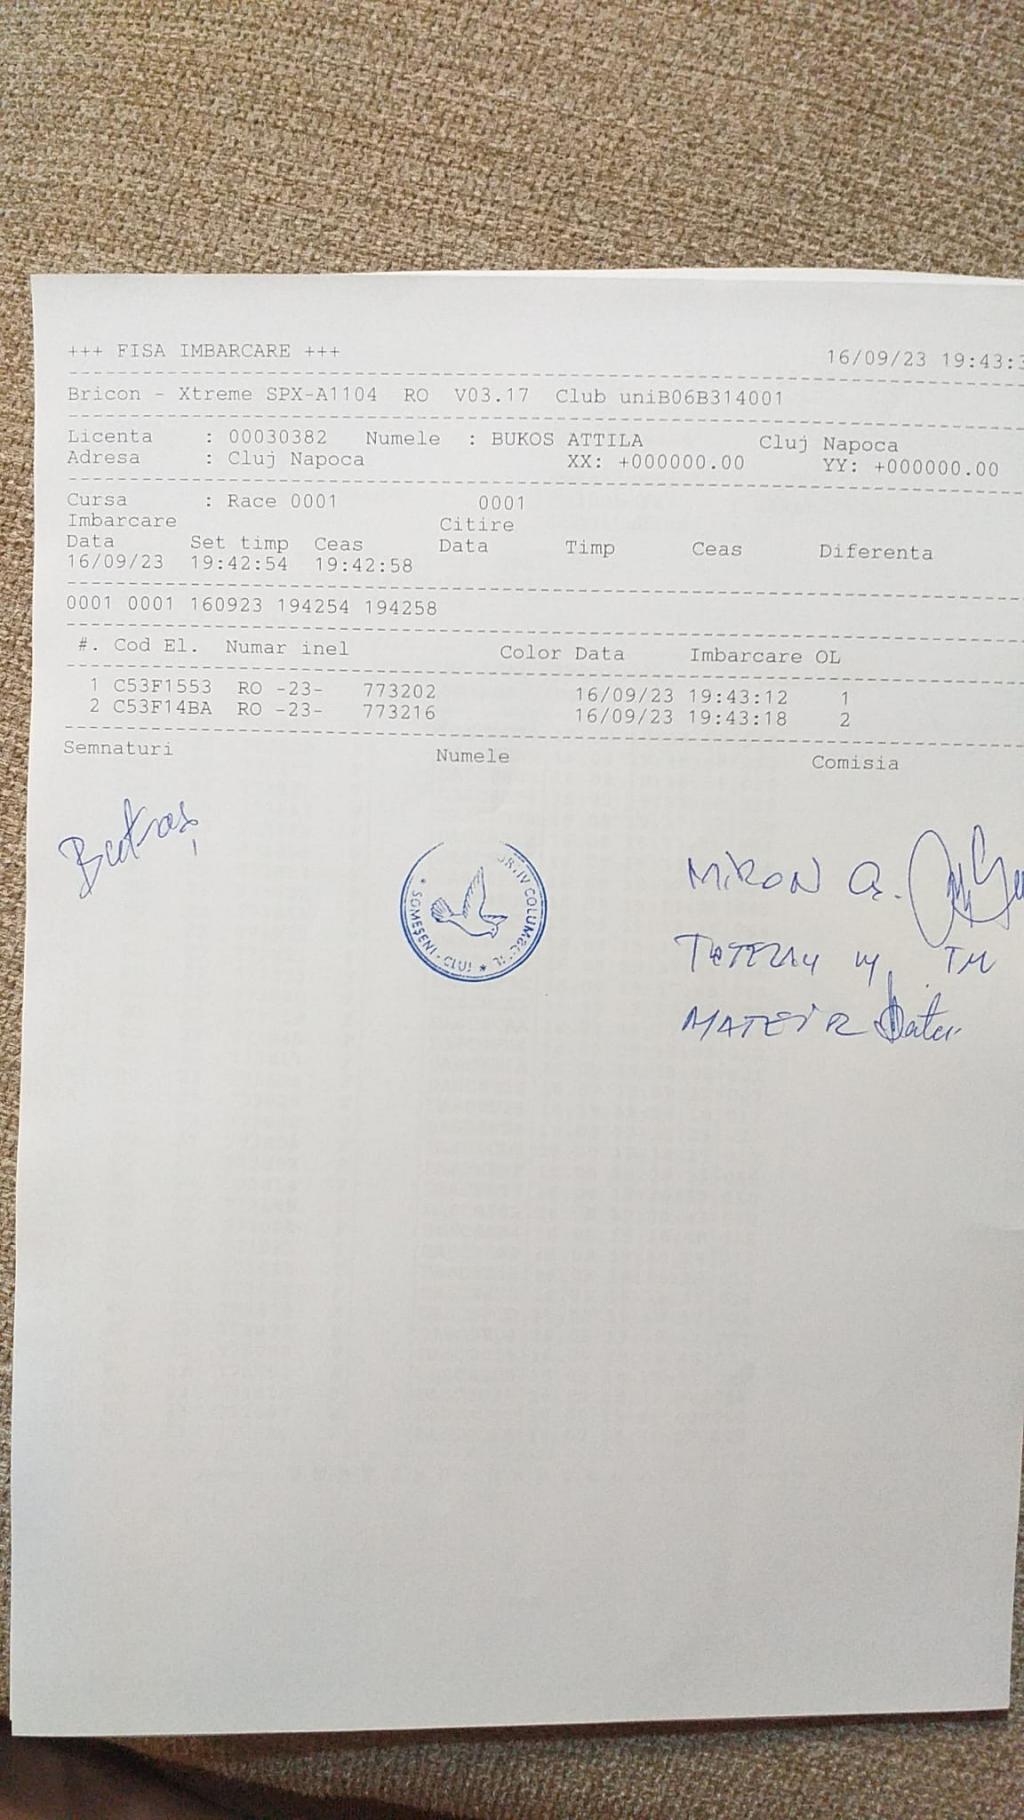 +++ FISA IMBARCARE +++ 16/09/23 19:43:3
Bricon - Xtreme SPX-A1104 RO V03.17 Club uniB06B314001
Licenta : 00030382 Numele : BUKOS ATTILA Cluj Napoca
Adresa : Cluj Napoca XX: +000000.00 YY: +000000.00
Cursa : Race 0001 0001
Imbarcare Citire
Data Set timp Ceas Data Timp Ceas Diferenta
16/09/23 19:42:54 19:42:58
0001 0001 160923 194254 194258
#. Cod El. Numar inel Color Data Imbarcare OL
1 C53F1553 RO -23- 773202 16/09/23 19:43:12 1
2 C53F14BA RO -23- 773216 16/09/23 19:43:18 2
Semnaturi Numele Comisia
SOMEŞENI - CLUJ
MIRON A.
TM
MATEI R